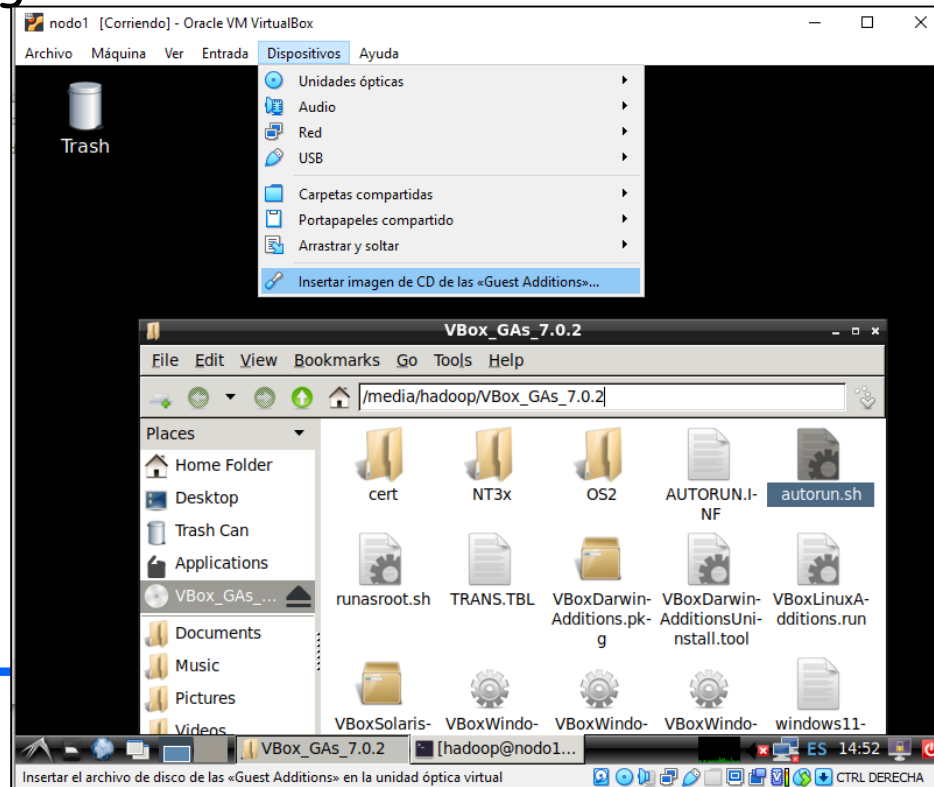 nodo1 [Corriendo] - Oracle VM VirtualBox
Archivo Máquina Ver Entrada Dispositivos Ayuda
Unidades ópticas
Audio
Red
USB
Carpetas compartidas
Portapapeles compartido
Arrastrar y soltar
Insertar imagen de CD de las «Guest Additions»...
Trash
VBox_GAs_7.0.2
File Edit View Bookmarks Go Tools Help
/media/hadoop/VBox_GAs_7.0.2
Places
Home Folder
Desktop
Trash Can
Applications
VBox_GAs_...
Documents
Music
Pictures
Videos
cert NT3x OS2 AUTORUN.I- autorun.sh
NF
runasroot.sh TRANS.TBL VBoxDarwin- VBoxDarwin- VBoxLinuxA-
Additions.pk- AdditionsUni- dditions.run
g nstall.tool
VBoxSolaris- VBoxWindo- VBoxWindo- VBoxWindo- windows11-
VBox_GAs_7.0.2 [hadoop@nodo1... ES 14:52
Insertar el archivo de disco de las «Guest Additions» en la unidad óptica virtual CTRL DERECHA